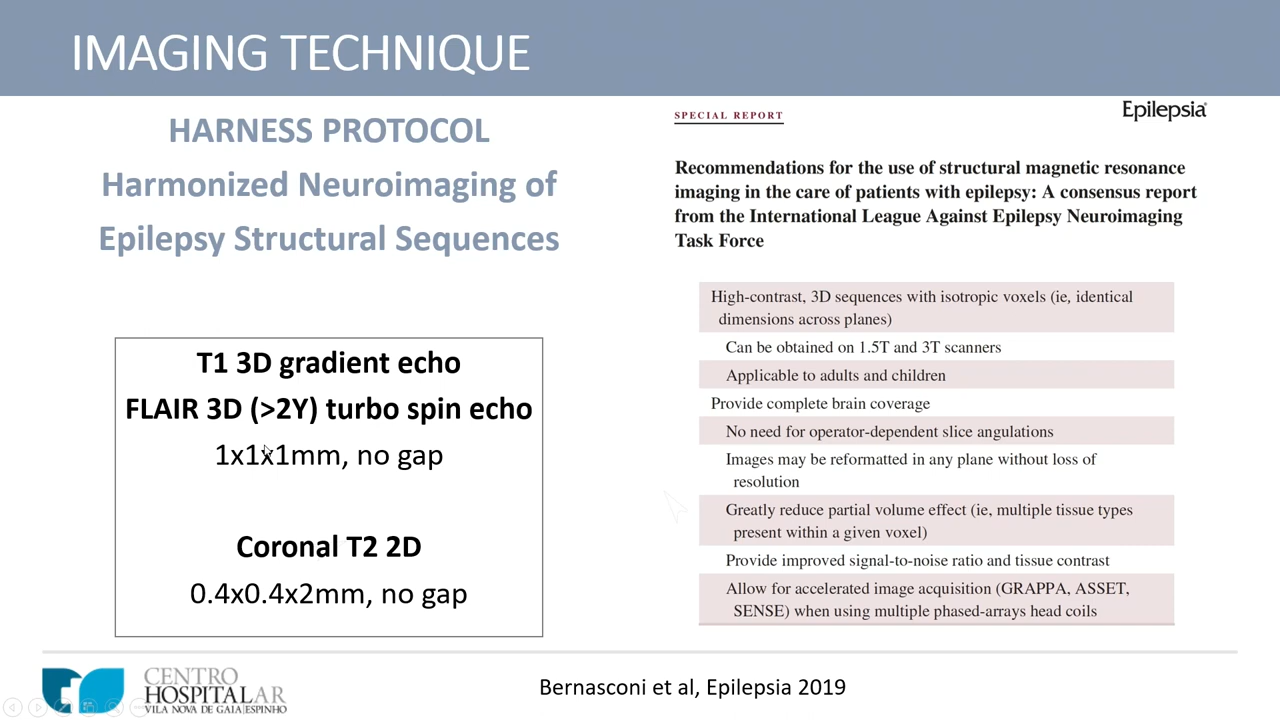 IMAGING TECHNIQUE
HARNESS PROTOCOL
Harmonized Neuroimaging of
Epilepsy Structural Sequences
T1 3D gradient echo
FLAIR 3D (>2Y) turbo spin echo
1x1x1mm, no gap
Coronal T2 2D
0.4x0.4x2mm, no gap
SPECIAL REPORT
Epilepsia®
Recommendations for the use of structural magnetic resonance
imaging in the care of patients with epilepsy: A consensus report
from the International League Against Epilepsy Neuroimaging
Task Force
High-contrast, 3D sequences with isotropic voxels (ie, identical
dimensions across planes)
Can be obtained on 1.5T and 3T scanners
Applicable to adults and children
Provide complete brain coverage
No need for operator-dependent slice angulations
Images may be reformatted in any plane without loss of
resolution
Greatly reduce partial volume effect (ie, multiple tissue types
present within a given voxel)
Provide improved signal-to-noise ratio and tissue contrast
Allow for accelerated image acquisition (GRAPPA, ASSET,
SENSE) when using multiple phased-arrays head coils
CENTRO
HOSPITALAR
VILA NOVA DE GAIA|ESPINHO
Bernasconi et al, Epilepsia 2019